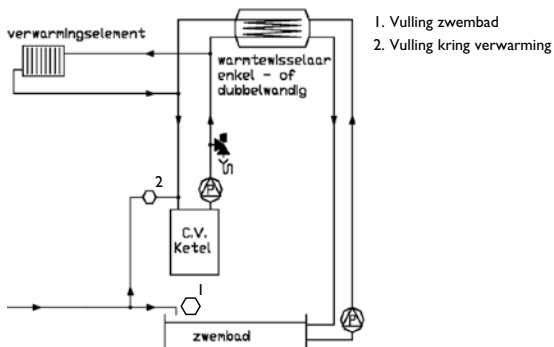 verwarmingselement
warmtewisselaar
enkel - of
dubbelwandig
1. Vulling zwembad
2. Vulling kring verwarming
P
2
C.V.
Ketel
1
P
zwembad